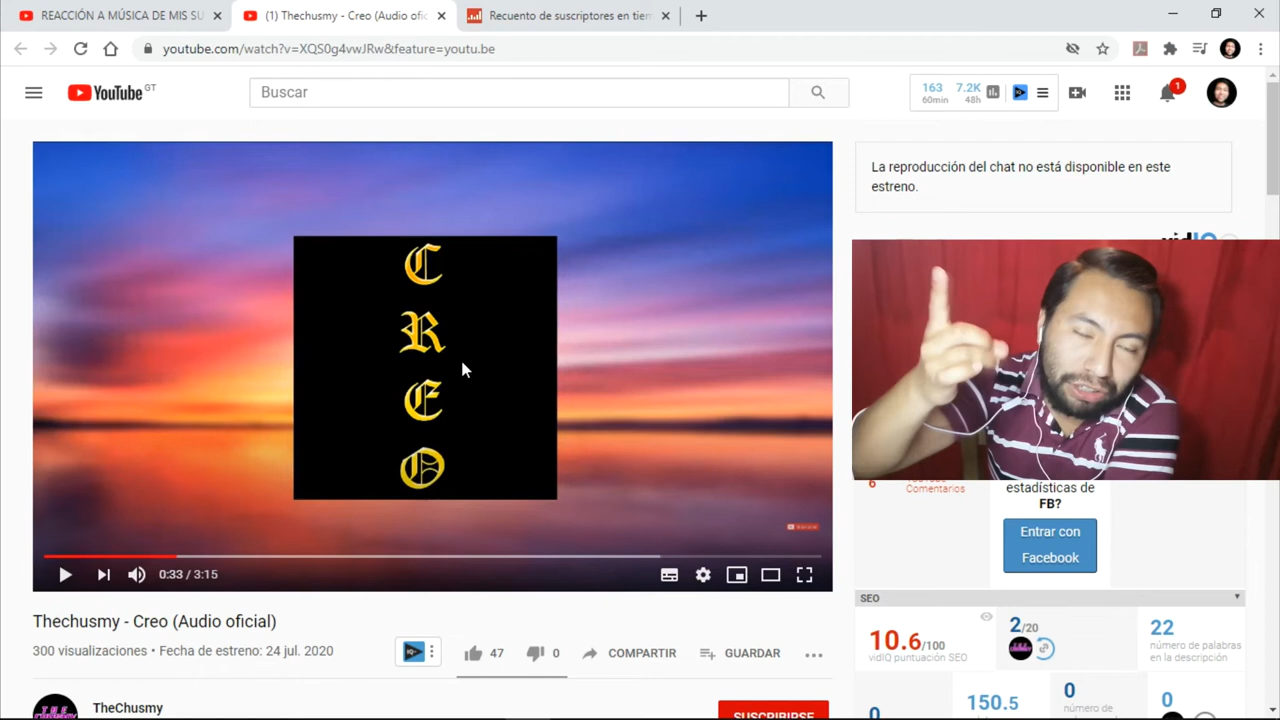 REACCIÓN A MÚSICA DE MIS SU
(1) Thechusmy - Creo (Audio ofic
Recuento de suscriptores en tiem
youtube.com/watch?v=XQS0g4vwJRw&feature=youtu.be
YouTube GT
Buscar
163 7.2K
60min 48h
1
La reproducción del chat no está disponible en este
estreno.
C
R
E
O
0:33 / 3:15
6 Comentarios
estadísticas de
FB?
Entrar con
Facebook
SEO
10.6/100
vidIQ puntuación SEO
2/20
22
número de palabras
en la descripción
Thechusmy - Creo (Audio oficial)
300 visualizaciones • Fecha de estreno: 24 jul. 2020
47 0 COMPARTIR GUARDAR
TheChusmy
SUSCRIBIRSE
0 150.5 0 0
número de